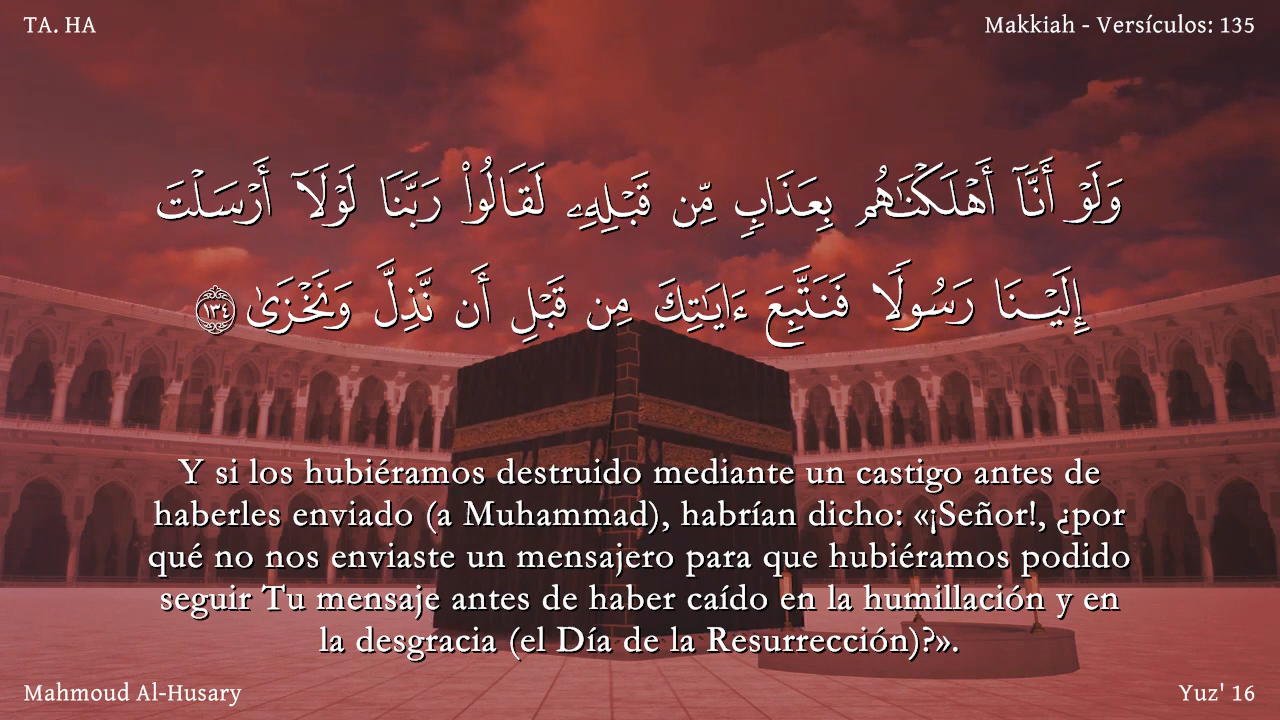 TA. HA
Makkiah - Versículos: 135
وَلَوْ أَنَّآ أَهْلَكْنَـٰهُم بِعَذَابٍ مِّن قَبْلِهِۦ لَقَالُوا۟ رَبَّنَا لَوْلَآ أَرْسَلْتَ
إِلَيْنَا رَسُولًا فَنَتَّبِعَ ءَايَـٰتِكَ مِن قَبْلِ أَن نَّذِلَّ وَنَخْزَىٰ ١٣٤
Y si los hubiéramos destruido mediante un castigo antes de
haberles enviado (a Muhammad), habrían dicho: «¡Señor!, ¿por
qué no nos enviaste un mensajero para que hubiéramos podido
seguir Tu mensaje antes de haber caído en la humillación y en
la desgracia (el Día de la Resurrección)?».
Mahmoud Al-Husary
Yuz' 16